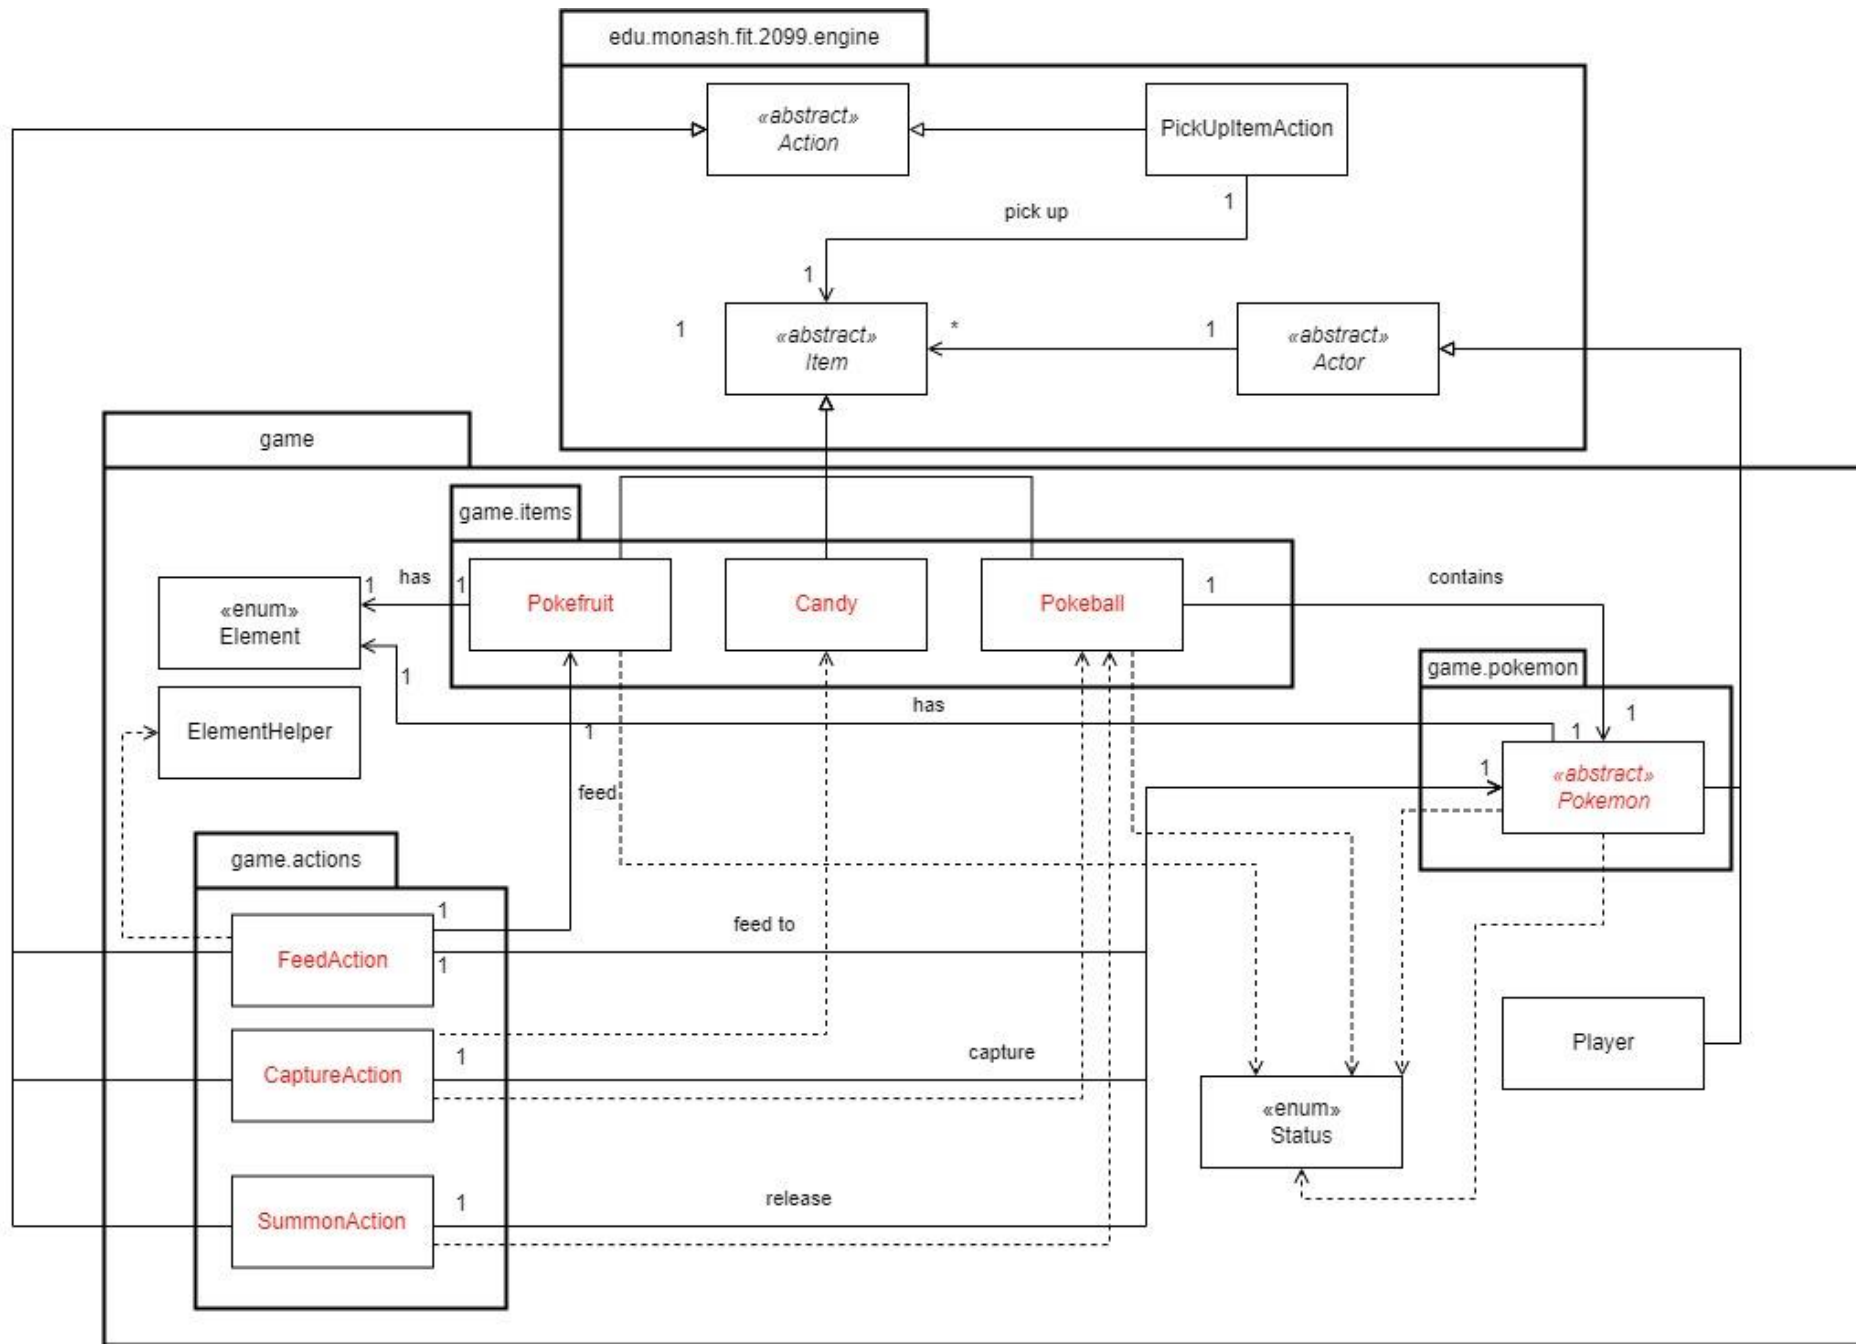 edu.monash.fit.2099.engine
«abstract»
Action
PickUpItemAction
1
pick up
1
1
«abstract»
Item
*
1
«abstract»
Actor
game
game.items
1
has
1
Pokefruit
Candy
Pokeball
1
contains
«enum»
Element
1
game.pokemon
has
1
1
1
ElementHelper
1
«abstract»
Pokemon
feed
game.actions
1
feed to
FeedAction
1
1
capture
CaptureAction
Player
«enum»
Status
1
release
SummonAction